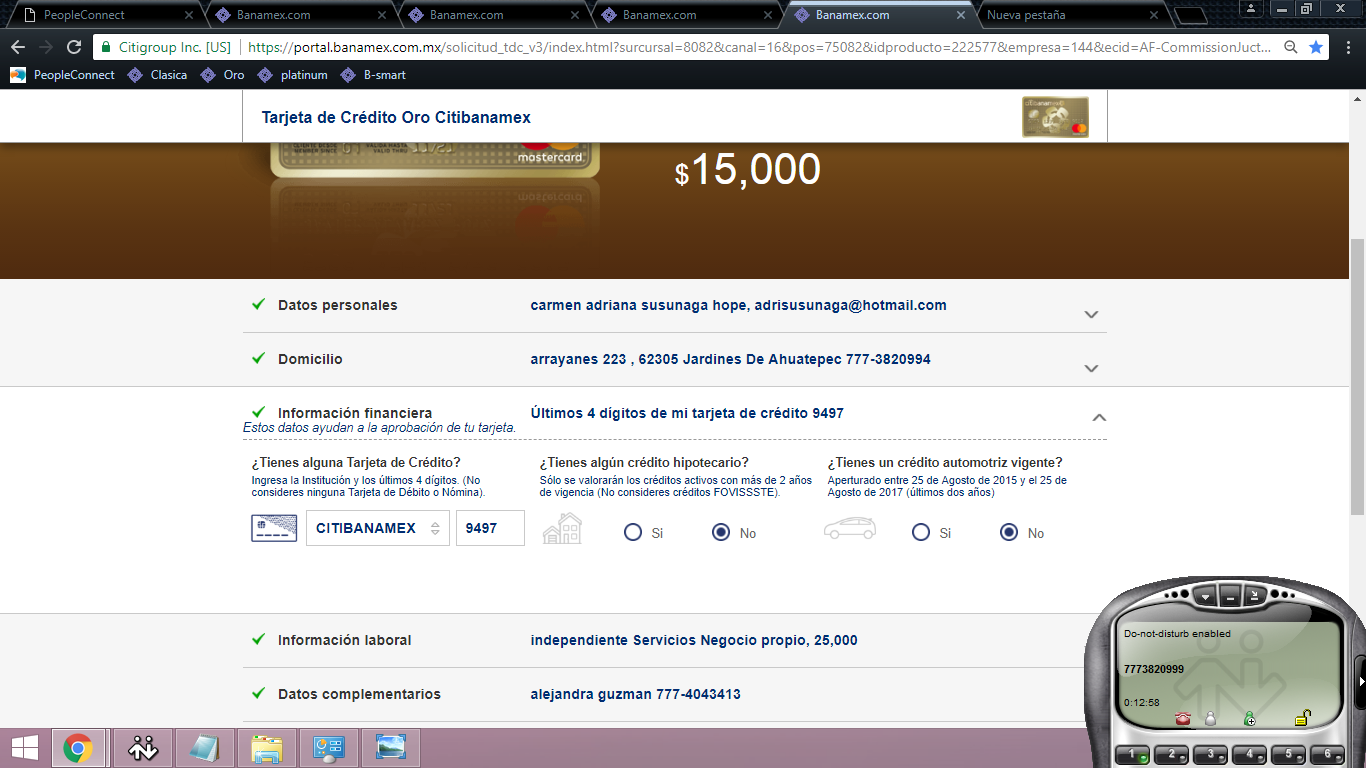 PeopleConnect
Banamex.com
Banamex.com
Banamex.com
Banamex.com
Nueva pestaña
Citigroup Inc. [US]
https://portal.banamex.com.mx/solicitud_tdc_v3/index.html?sursursal=8082&canal=16&pos=75082&idproducto=222577&empresa=144&ecid=AF-CommissionJuct...
PeopleConnect
Clasica
Oro
platinum
B-smart
Tarjeta de Crédito Oro Citibanamex
mastercard
$15,000
Datos personales
carmen adriana susunaga hope, adrisusunaga@hotmail.com
Domicilio
arrayanes 223 , 62305 Jardines De Ahuatepec 777-3820994
Información financiera
Últimos 4 dígitos de mi tarjeta de crédito 9497
Estos datos ayudan a la aprobación de tu tarjeta.
¿Tienes alguna Tarjeta de Crédito?
Ingresa la Institución y los últimos 4 dígitos. (No
consideres ninguna Tarjeta de Débito o Nómina).
CITIBANAMEX
9497
¿Tienes algún crédito hipotecario?
Sólo se valorarán los créditos activos con más de 2 años
de vigencia (No consideres créditos FOVISSSTE).
Si
No
¿Tienes un crédito automotriz vigente?
Aperturado entre 25 de Agosto de 2015 y el 25 de
Agosto de 2017 (últimos dos años)
Si
No
Información laboral
independiente Servicios Negocio propio, 25,000
Datos complementarios
alejandra guzman 777-4043413
Do-not-disturb enabled
7773820999
0:12:58
1
2
3
4
5
6